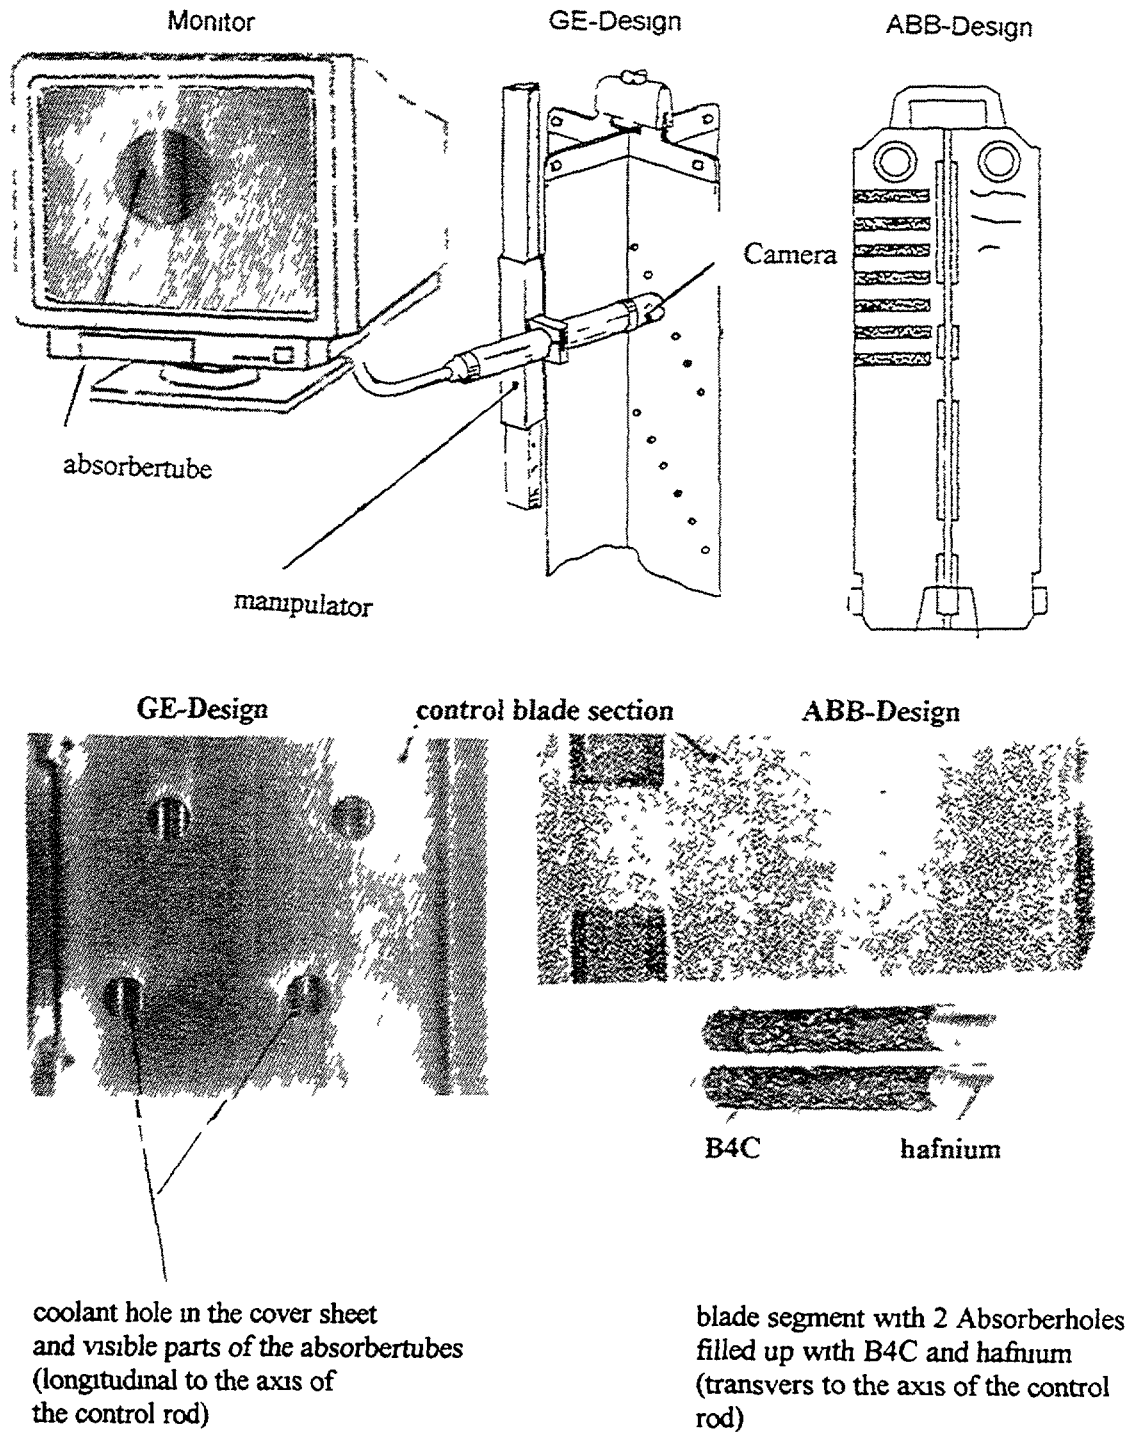 Monitor
GE-Design
ABB-Design
Camera
absorbertube
manipulator
GE-Design
control blade section
ABB-Design
B4C
hafnium
coolant hole in the cover sheet
and visible parts of the absorbertubes
(longitudinal to the axis of
the control rod)
blade segment with 2 Absorberholes
filled up with B4C and hafnium
(transvers to the axis of the control
rod)